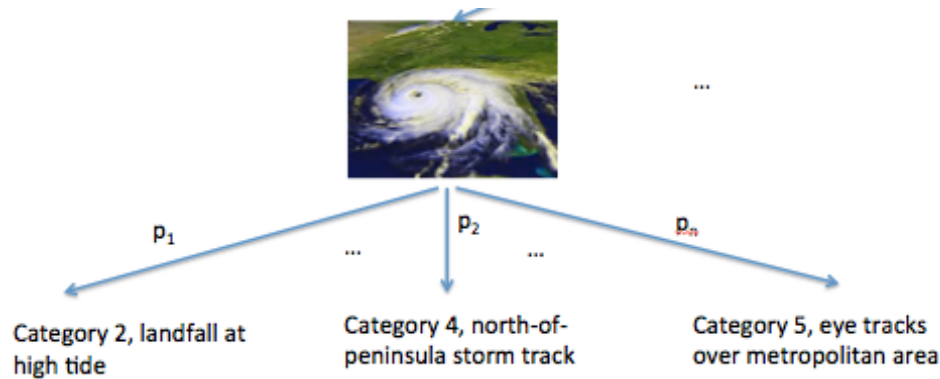 ...
p₁
p₂
pₙ
...
...
Category 2, landfall at
high tide
Category 4, north-of-
peninsula storm track
Category 5, eye tracks
over metropolitan area